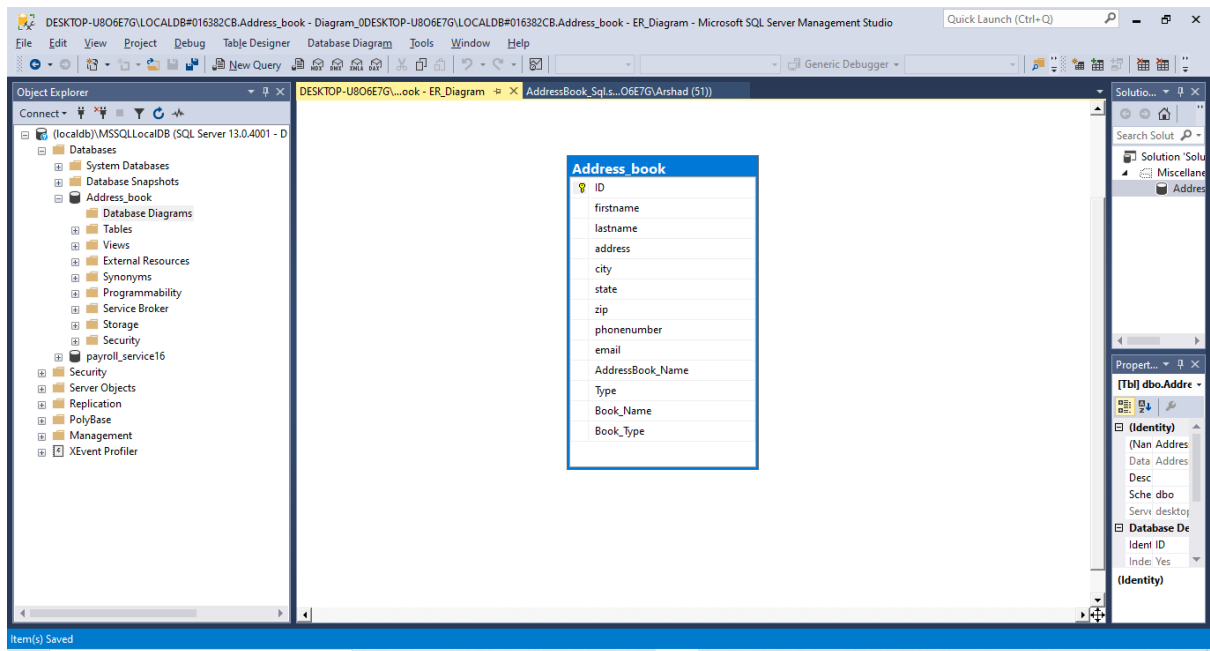 DESKTOP-U8O6E7G\LOCALDB#016382CB.Address_book - Diagram_0DESKTOP-U8O6E7G\LOCALDB#016382CB.Address_book - ER_Diagram - Microsoft SQL Server Management Studio
Quick Launch (Ctrl+Q)
File Edit View Project Debug Table Designer Database Diagram Tools Window Help
New Query MDX DMX XMLA DAX Generic Debugger
Object Explorer
Connect
(localdb)\MSSQLLocalDB (SQL Server 13.0.4001 - D
Databases
System Databases
Database Snapshots
Address_book
Database Diagrams
Tables
Views
External Resources
Synonyms
Programmability
Service Broker
Storage
Security
payroll_service16
Security
Server Objects
Replication
PolyBase
Management
XEvent Profiler
DESKTOP-U8O6E7G\...ook - ER_Diagram
AddressBook_Sql.s...O6E7G\Arshad (51))
Address_book
ID
firstname
lastname
address
city
state
zip
phonenumber
email
AddressBook_Name
Type
Book_Name
Book_Type
Solutio...
Search Solut
Solution 'Solu
Miscellane
Addres
Propert...
[Tbl] dbo.Addre
(Identity)
(Nan Addres
Data Addres
Desc
Sche dbo
Serve desktop
Database De
Ident ID
Index Yes
(Identity)
Item(s) Saved